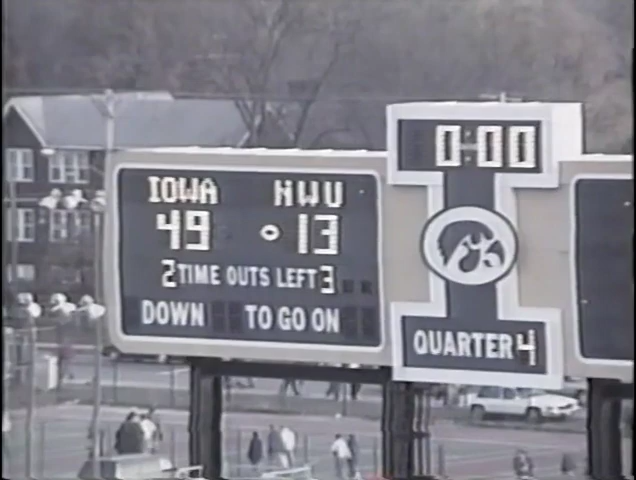 0:00
IOWA NWU
49 13
2 TIME OUTS LEFT 3
DOWN TO GO ON
QUARTER 4